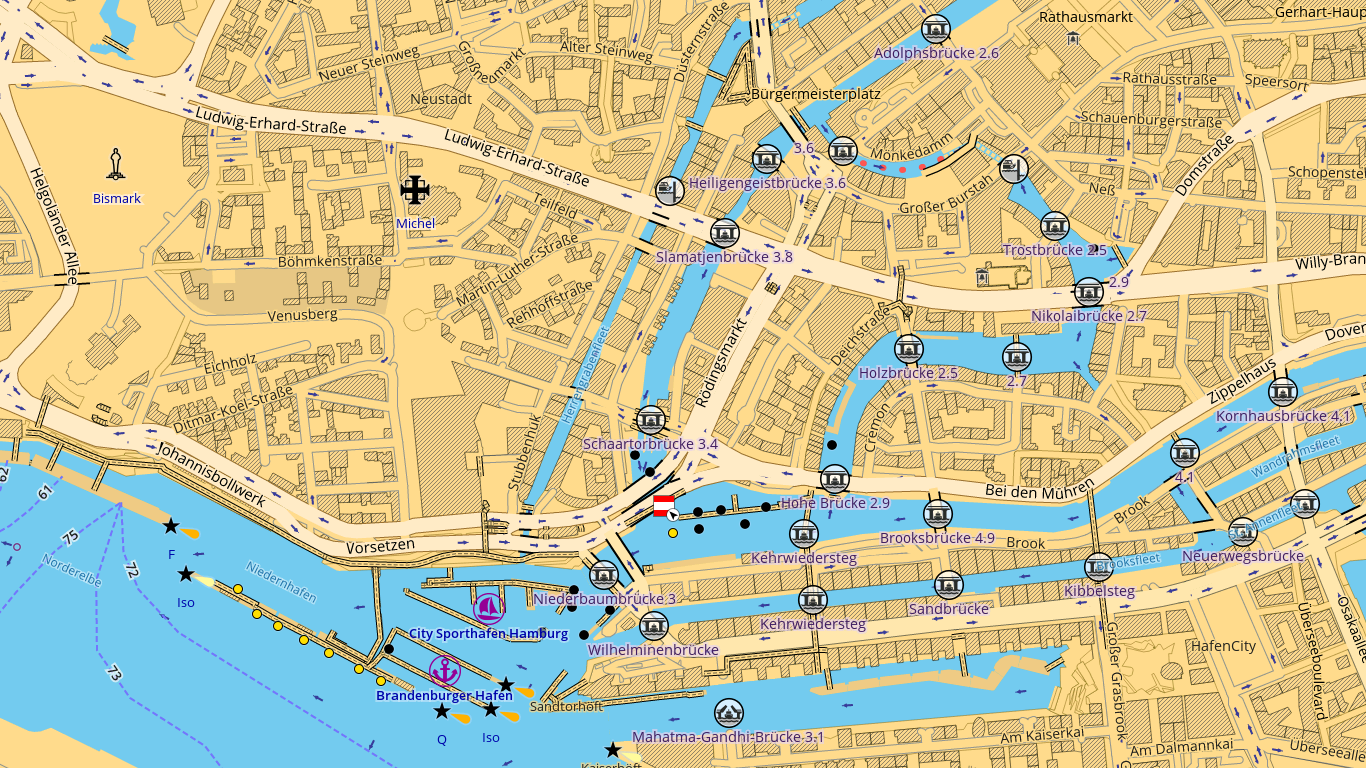 Rathausmarkt
Gerhart-Haup
Adolphsbrücke 2.6
Düsternstraße
Alter Steinweg
Großneumarkt
Neuer Steinweg
Rathausstraße
Speersort
Neustadt
Bürgermeisterplatz
Schauenburgerstraße
Ludwig-Erhard-Straße
Ludwig-Erhard-Straße
3.6
Mönkedamm
Domstraße
Schopenste
Heiligengeistbrücke 3.6
Großer Burstah
Neß
Bismark
Michel
Helgoländer Allee
Teilfeld
Trostbrücke 2.5
Slamatjenbrücke 3.8
Martin-Luther-Straße
Böhmkenstraße
Willy-Bran
2.9
Rehhoffstraße
Venusberg
Nikolaibrücke 2.7
Deichstraße
Dover
Rödingsmarkt
Herrengrabenfleet
Eichholz
Holzbrücke 2.5
2.7
Zippelhaus
Ditmar-Koel-Straße
Kornhausbrücke 4.1
Cremon
Schaartorbrücke 3.4
Stubbenhuk
Wandrahmsfleet
Johannisbollwerk
62
61
4.1
Bei den Mühren
Hohe Brücke 2.9
Brook
75
F
Vorsetzen
Brooksbrücke 4.9
Brook
Kehrwiedersteg
Neuerwegsbrücke
Brooksfleet
Norderelbe
72
Niedernhafen
Iso
Niederbaumbrücke 3
Sandbrücke
Kibbelsteg
Kehrwiedersteg
City Sporthafen Hamburg
Wilhelminenbrücke
HafenCity
Großer Grasbrook
Überseeboulevard
Osakaallee
73
Brandenburger Hafen
Sandtorhöft
Q
Iso
Mahatma-Gandhi-Brücke 3.1
Am Kaiserkai
Am Dalmannkai
Überseeallee
Kaiserhöft